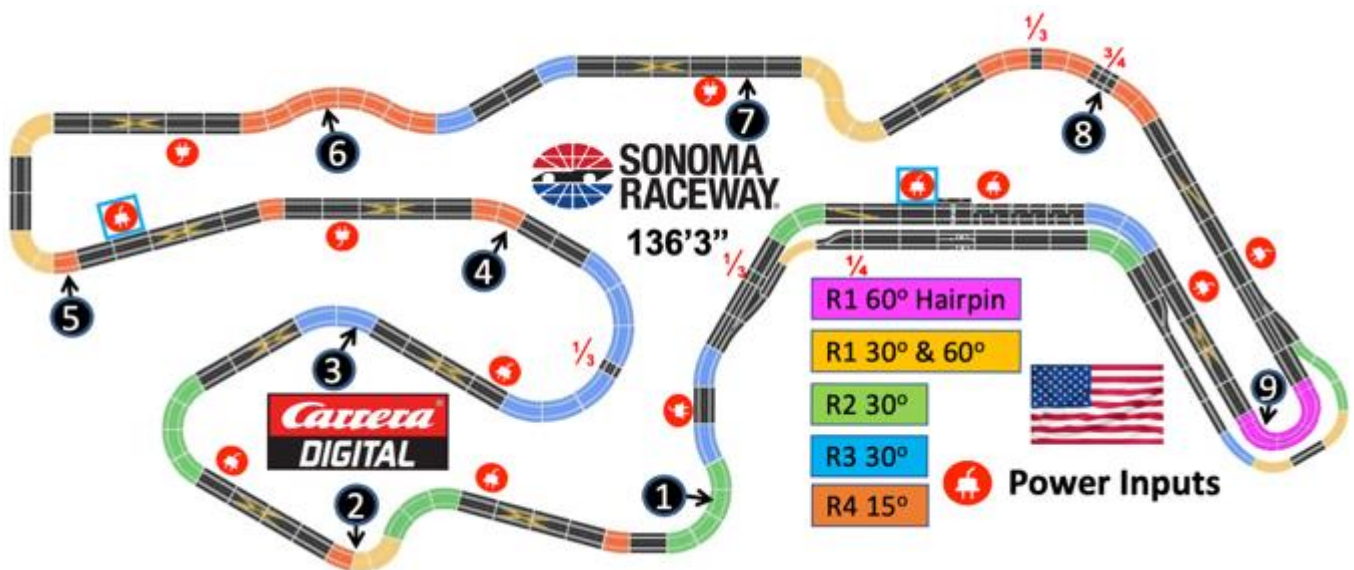 1/3
3/4
6
7
8
SONOMA
RACEWAY
136'3"
4
5
1/3
1/4
R1 60º Hairpin
R1 30º & 60º
R2 30º
R3 30º
R4 15º
3
1/3
9
Carrera
DIGITAL
1
2
Power Inputs